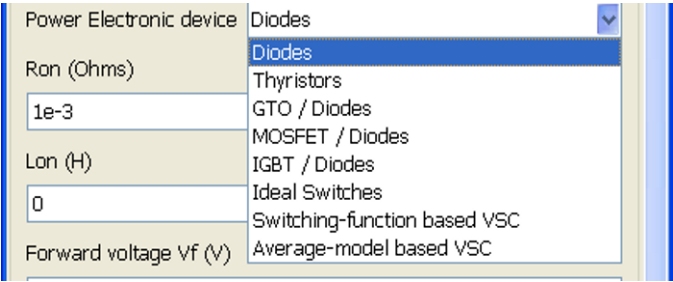 Power Electronic device Diodes
Diodes
Ron (Ohms)
Thyristors
1e-3
GTO / Diodes
MOSFET / Diodes
Lon (H)
IGBT / Diodes
0
Ideal Switches
Switching-function based VSC
Forward voltage Vf (V)
Average-model based VSC